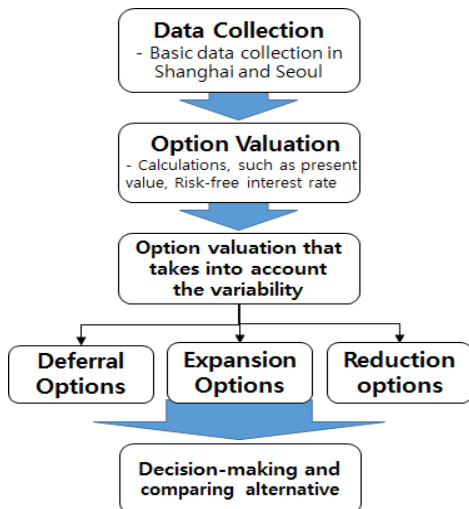 Data Collection
- Basic data collection in
Shanghai and Seoul
Option Valuation
- Calculations, such as present
value, Risk-free interest rate
Option valuation that
takes into account
the variability
Deferral
Options
Expansion
Options
Reduction
options
Decision-making and
comparing alternative